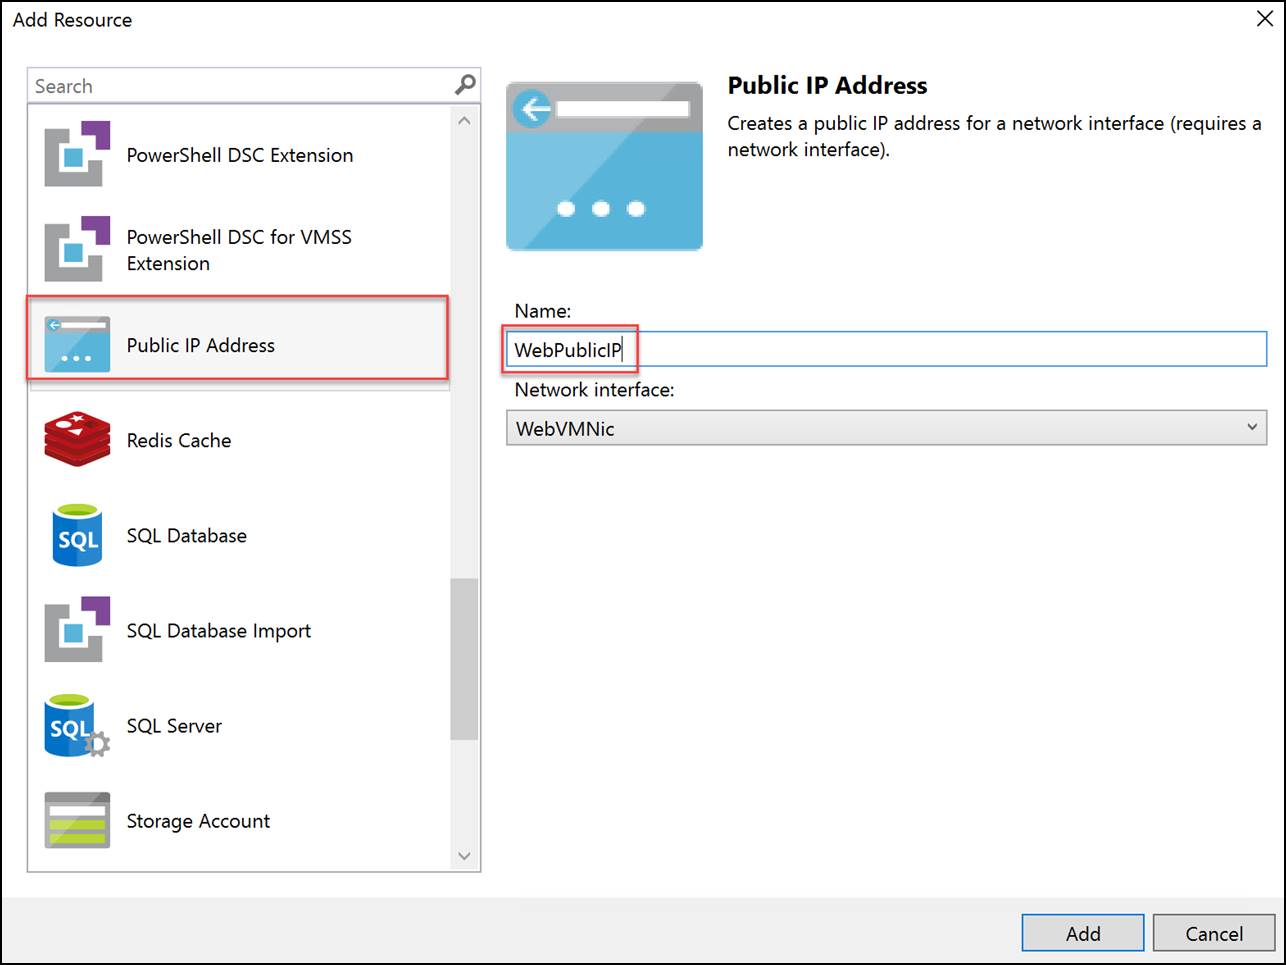 Add Resource
Search
PowerShell DSC Extension
PowerShell DSC for VMSS
Extension
Public IP Address
Redis Cache
SQL
SQL Database
SQL Database Import
SQL
SQL Server
Storage Account
Public IP Address
Creates a public IP address for a network interface (requires a
network interface).
Name:
WebPublicIP
Network interface:
WebVMNic
Add
Cancel